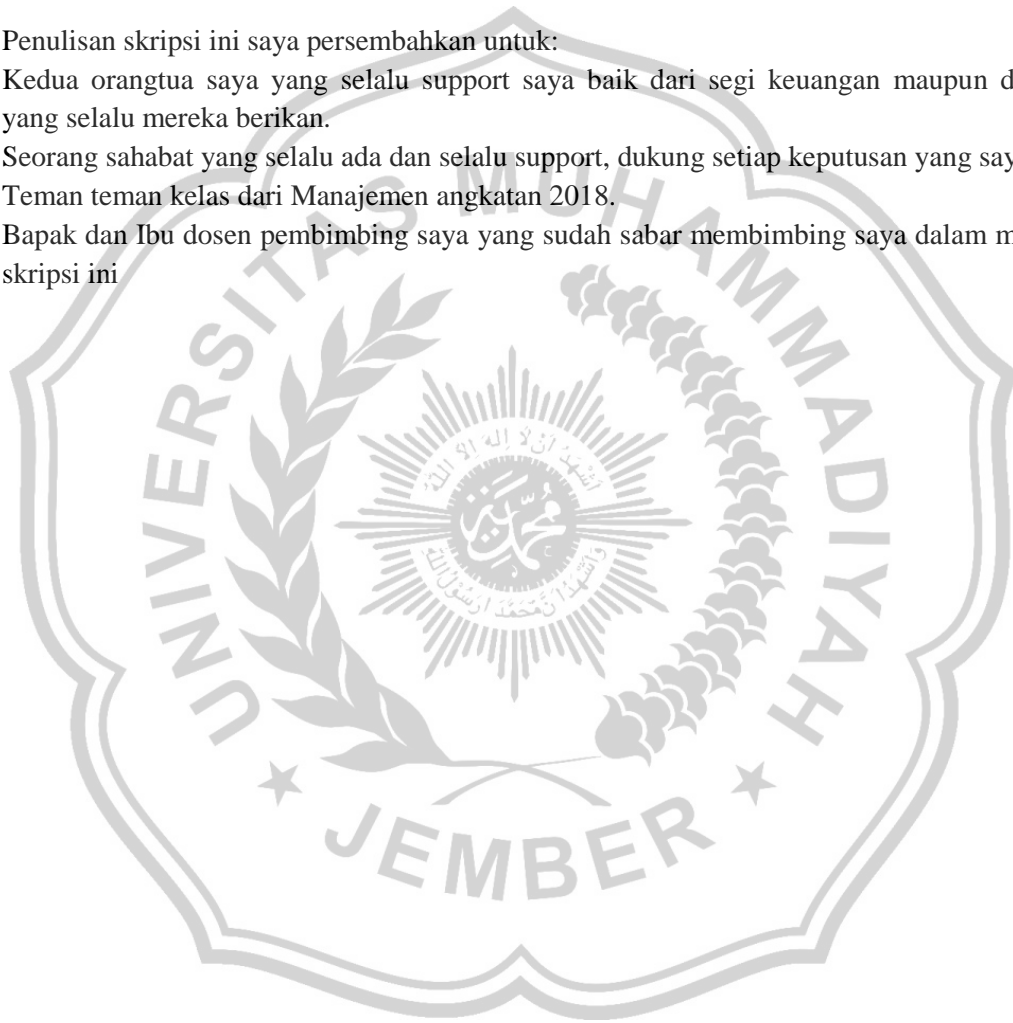 Penulisan skripsi ini saya persembahkan untuk:
Kedua orangtua saya yang selalu support saya baik dari segi keuangan maupun
yang selalu mereka berikan.
Seorang sahabat yang selalu ada dan selalu support, dukung setiap keputusan yang
Teman teman kelas dari Manajemen angkatan 2018.
Bapak dan Ibu dosen pembimbing saya yang sudah sabar membimbing saya dalam
skripsi ini
UNIVERSITAS MUHAMMADIYAH
JEMBER